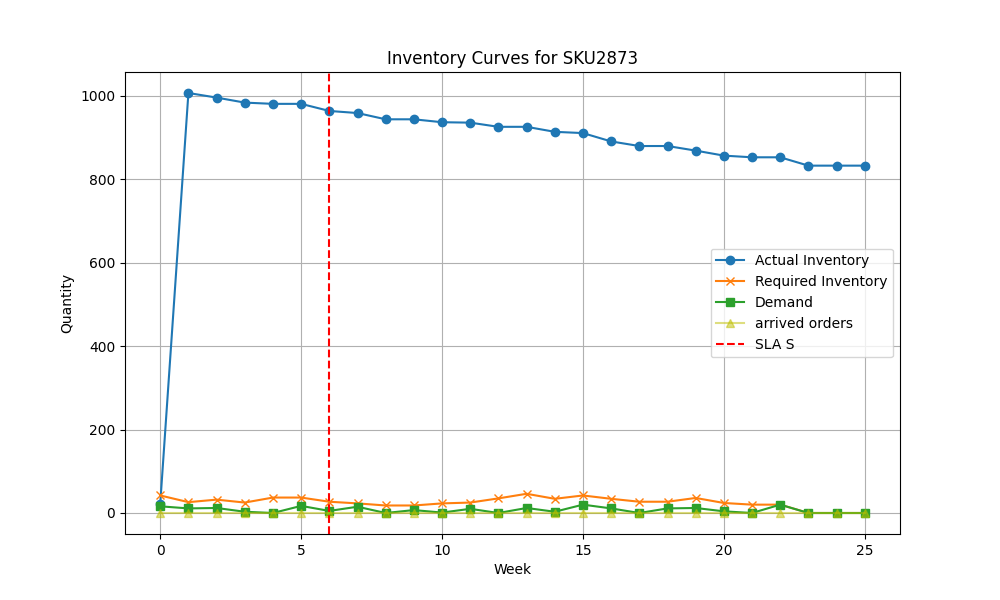 Inventory Curves for SKU2873
1000
800
600
400
200
0
Quantity
Actual Inventory
Required Inventory
Demand
arrived orders
SLA S
0 5 10 15 20 25
Week